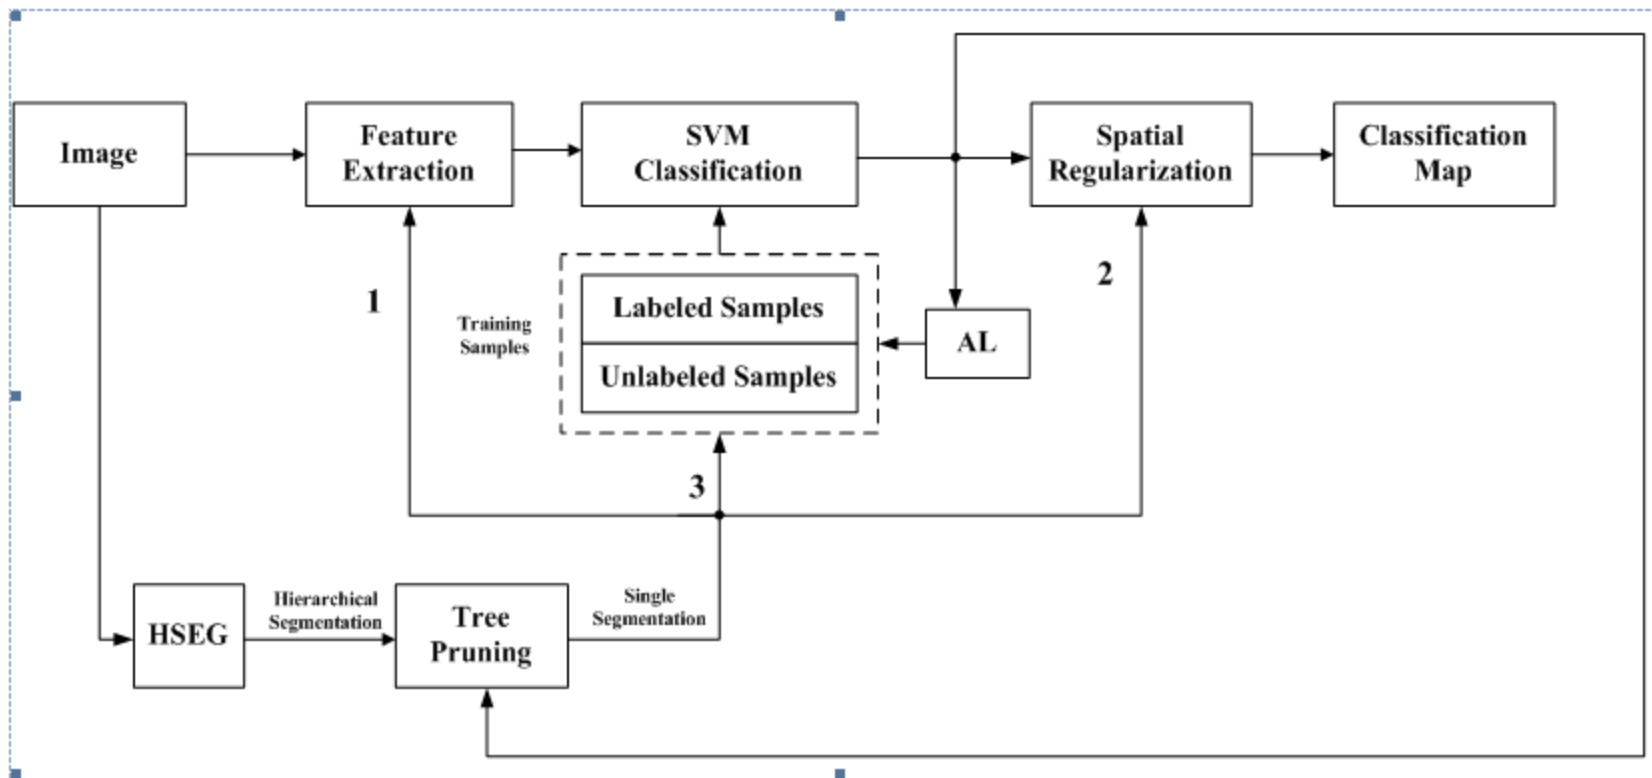 Image
Feature
Extraction
SVM
Classification
Spatial
Regularization
Classification
Map
1
2
Training
Samples
Labeled Samples
Unlabeled Samples
AL
3
HSEG
Hierarchical
Segmentation
Tree
Pruning
Single
Segmentation